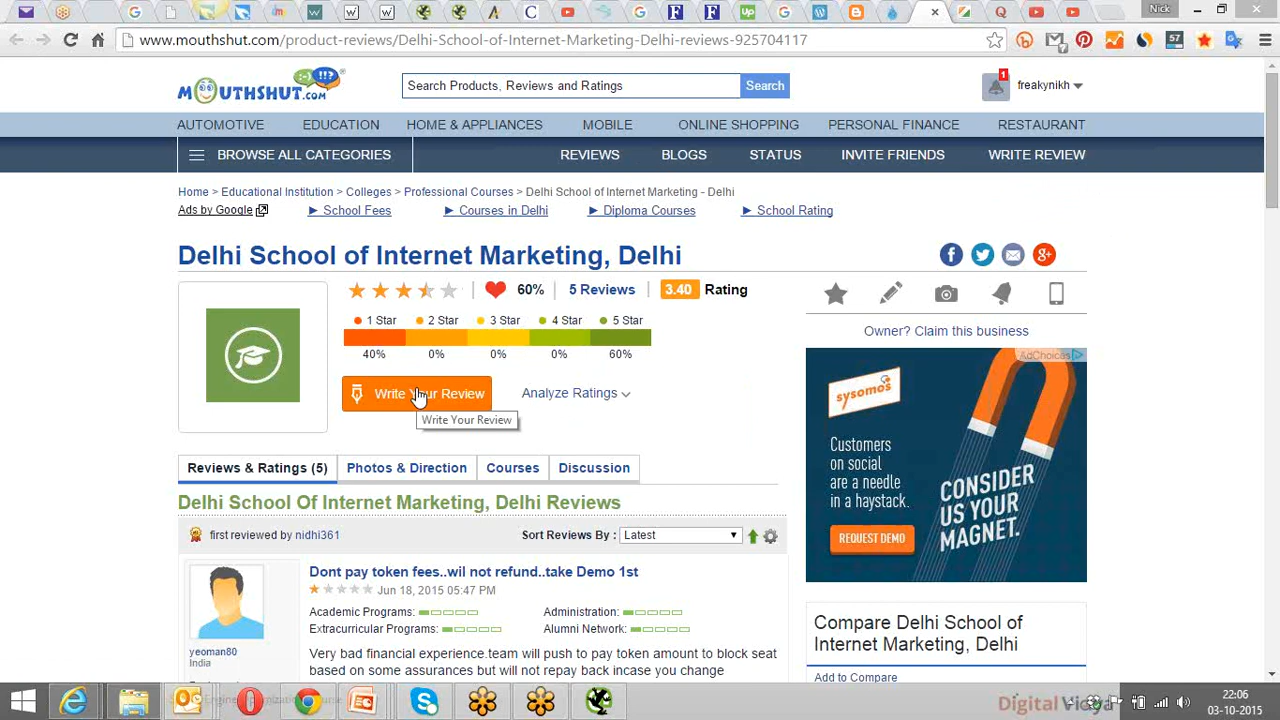 Nick
www.mouthshut.com/product-reviews/Delhi-School-of-Internet-Marketing-Delhi-reviews-925704117
57
MOUTHSHUT.COM
Search Products, Reviews and Ratings
Search
1
freakynikh
AUTOMOTIVE EDUCATION HOME & APPLIANCES MOBILE ONLINE SHOPPING PERSONAL FINANCE RESTAURANT
BROWSE ALL CATEGORIES REVIEWS BLOGS STATUS INVITE FRIENDS WRITE REVIEW
Home > Educational Institution > Colleges > Professional Courses > Delhi School of Internet Marketing - Delhi
Ads by Google ► School Fees ► Courses in Delhi ► Diploma Courses ► School Rating
Delhi School of Internet Marketing, Delhi
60% 5 Reviews 3.40 Rating
1 Star 2 Star 3 Star 4 Star 5 Star
40% 0% 0% 0% 60%
Write Your Review
Analyze Ratings
Write Your Review
Owner? Claim this business
AdChoices
sysomos
Customers
on social
are a needle
in a haystack.
CONSIDER
US YOUR
MAGNET.
REQUEST DEMO
Reviews & Ratings (5) Photos & Direction Courses Discussion
Delhi School Of Internet Marketing, Delhi Reviews
first reviewed by nidhi361 Sort Reviews By : Latest
Dont pay token fees..wil not refund..take Demo 1st
Jun 18, 2015 05:47 PM
Academic Programs: Administration:
Extracurricular Programs: Alumni Network:
yeoman80
India
Very bad financial experience.team will push to pay token amount to block seat
based on some assurances but will not repay back incase you change
Compare Delhi School of
Internet Marketing, Delhi
Add to Compare
22:06
03-10-2015